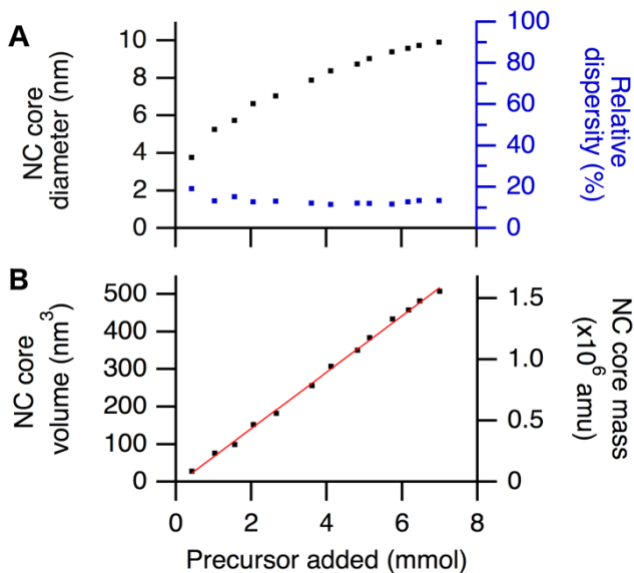 A
NC core
diameter (nm)
10
8
6
4
2
0
100
80
60
40
20
0
Relative
dispersity (%)
B
NC core
volume (nm³)
500
400
300
200
100
0
1.5
1.0
0.5
0
NC core mass
(x10⁶ amu)
0 2 4 6 8
Precursor added (mmol)